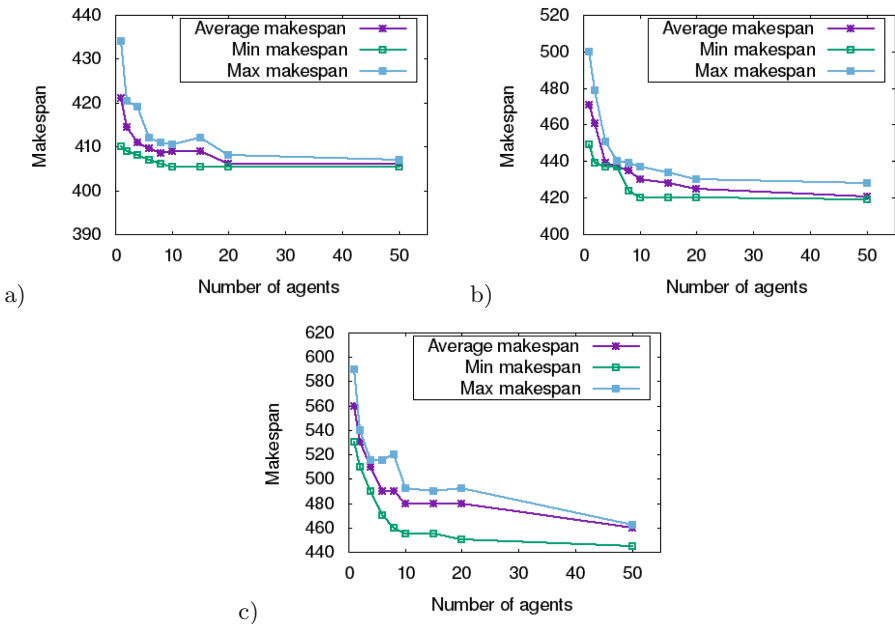 440
430
420
410
400
390
Makespan
Average makespan
Min makespan
Max makespan
0 10 20 30 40 50
Number of agents
a)
520
500
480
460
440
420
400
Makespan
Average makespan
Min makespan
Max makespan
0 10 20 30 40 50
Number of agents
b)
620
600
580
560
540
520
500
480
460
440
Makespan
Average makespan
Min makespan
Max makespan
0 10 20 30 40 50
Number of agents
c)